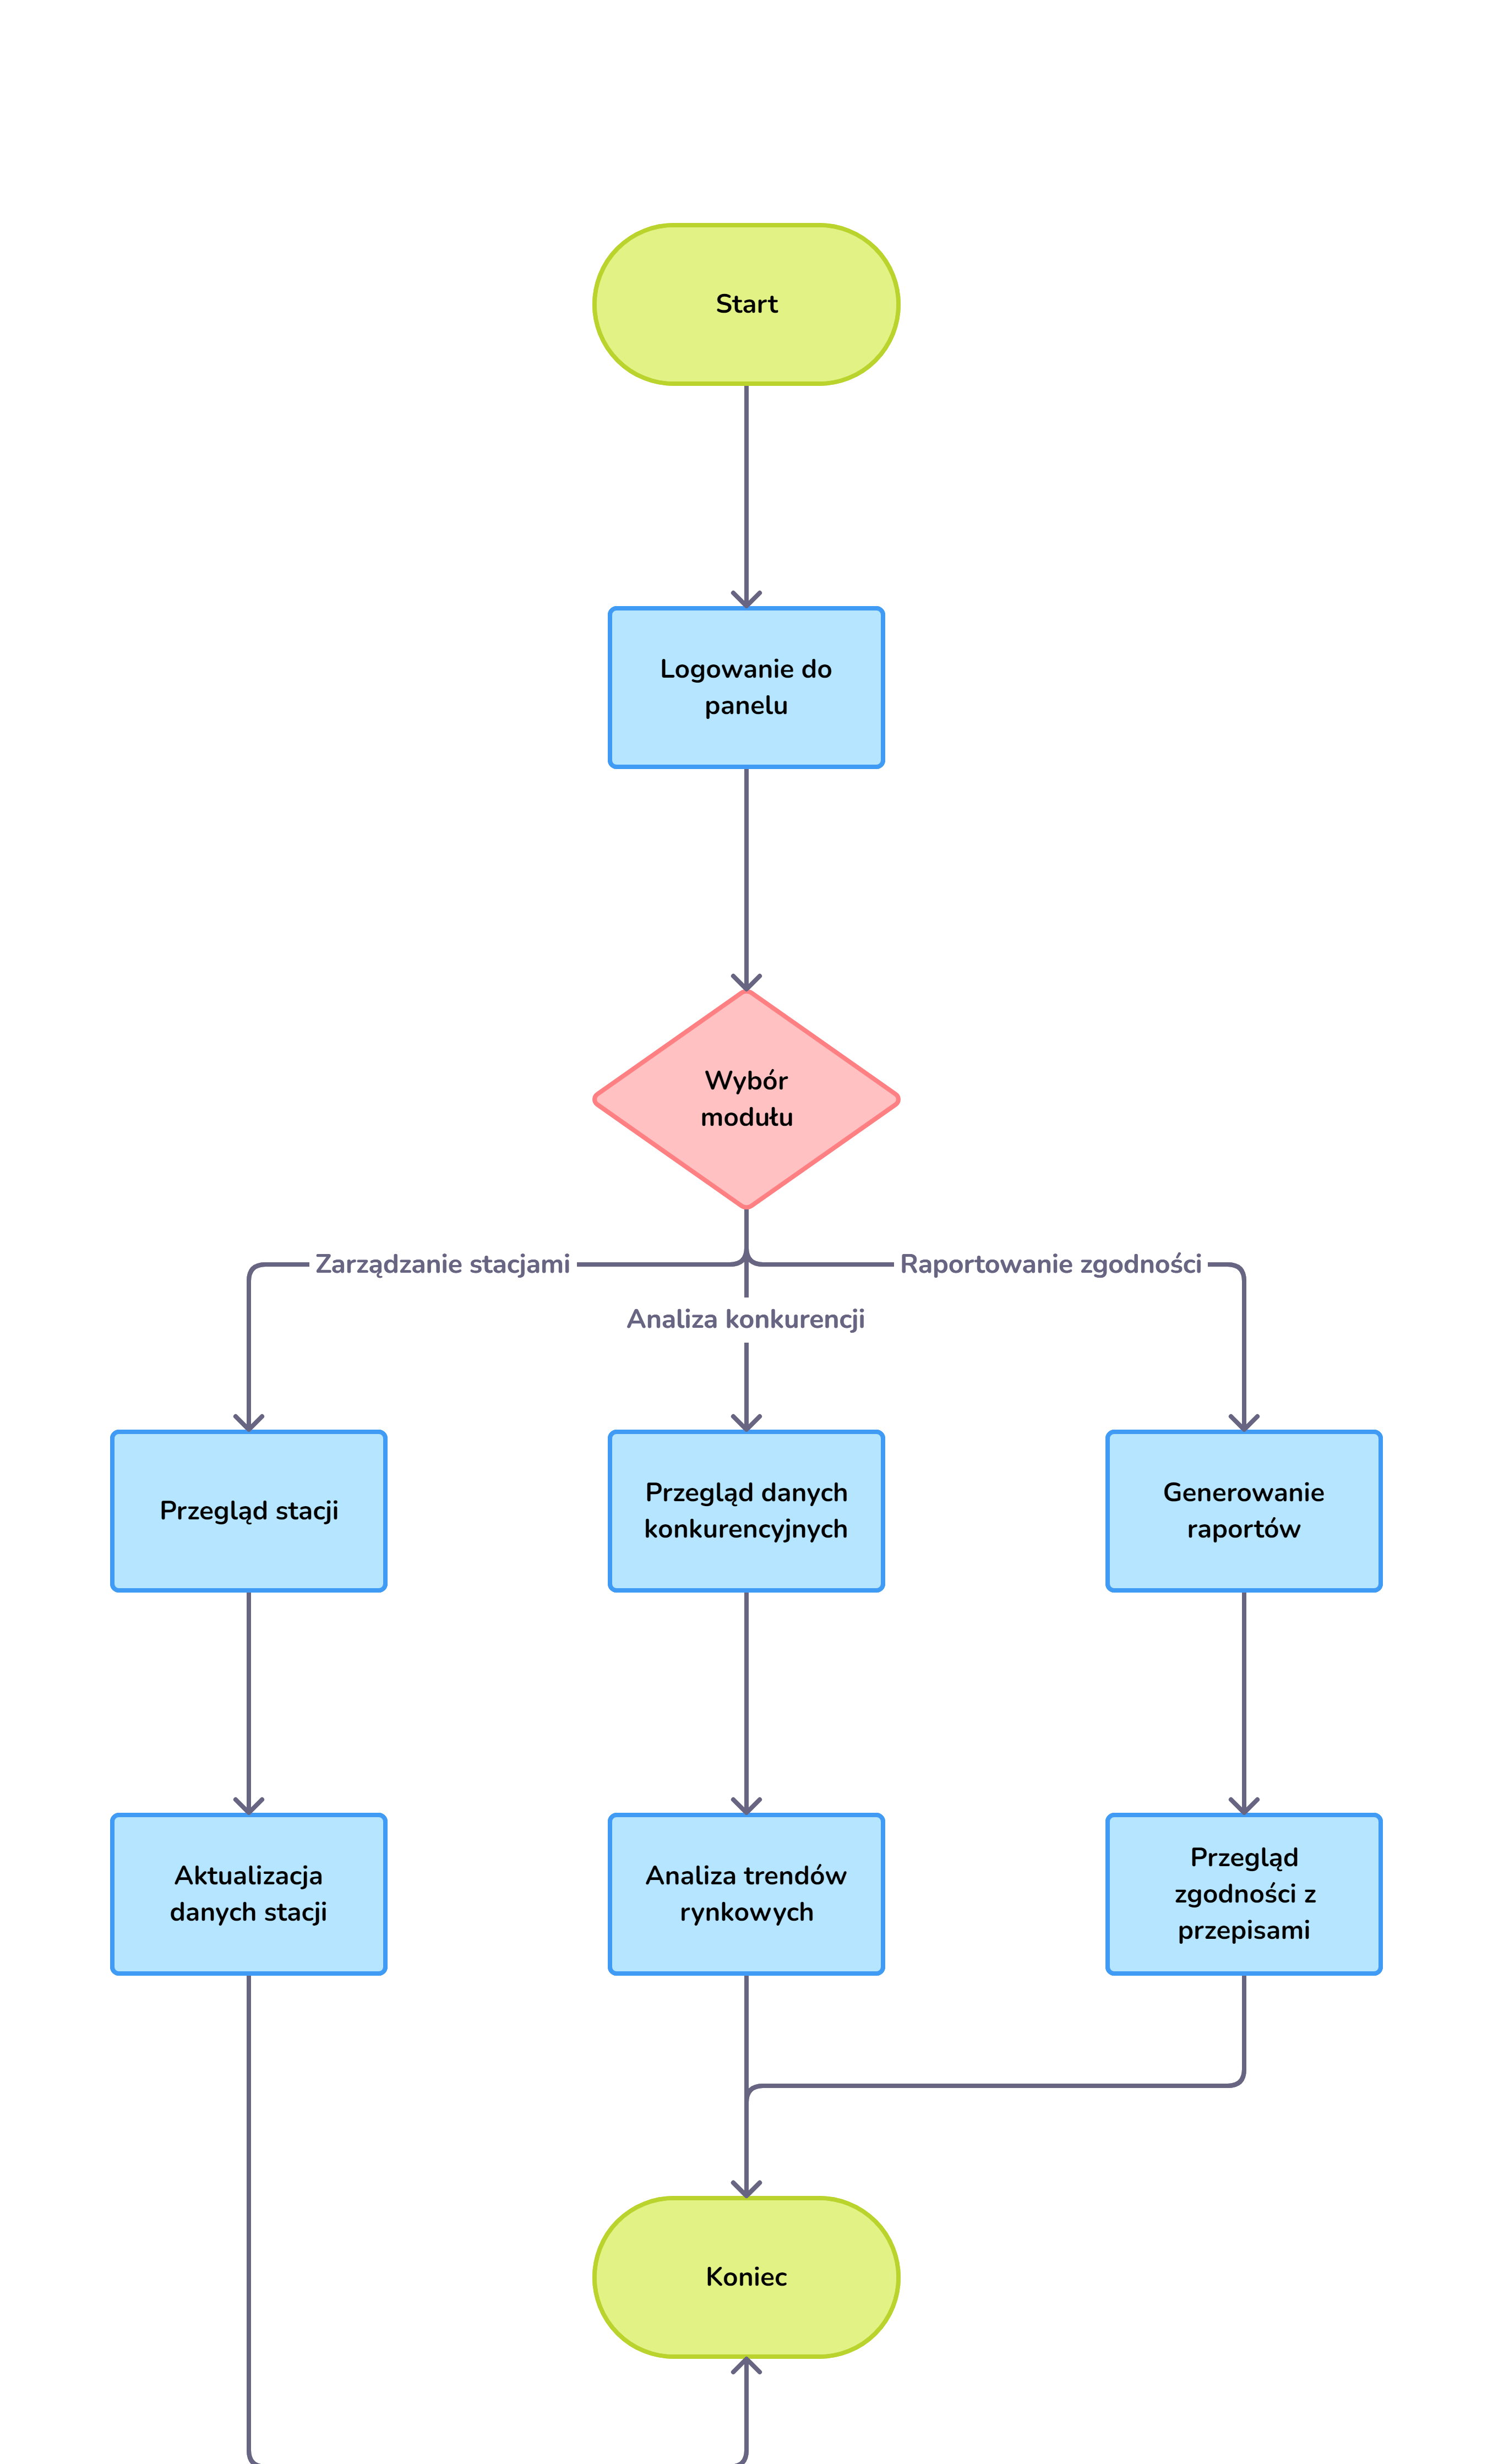 Start
Logowanie do
panelu
Wybór
modułu
Zarządzanie stacjami
Raportowanie zgodności
Analiza konkurencji
Przegląd stacji
Przegląd danych
konkurencyjnych
Generowanie
raportów
Aktualizacja
danych stacji
Analiza trendów
rynkowych
Przegląd
zgodności z
przepisami
Koniec